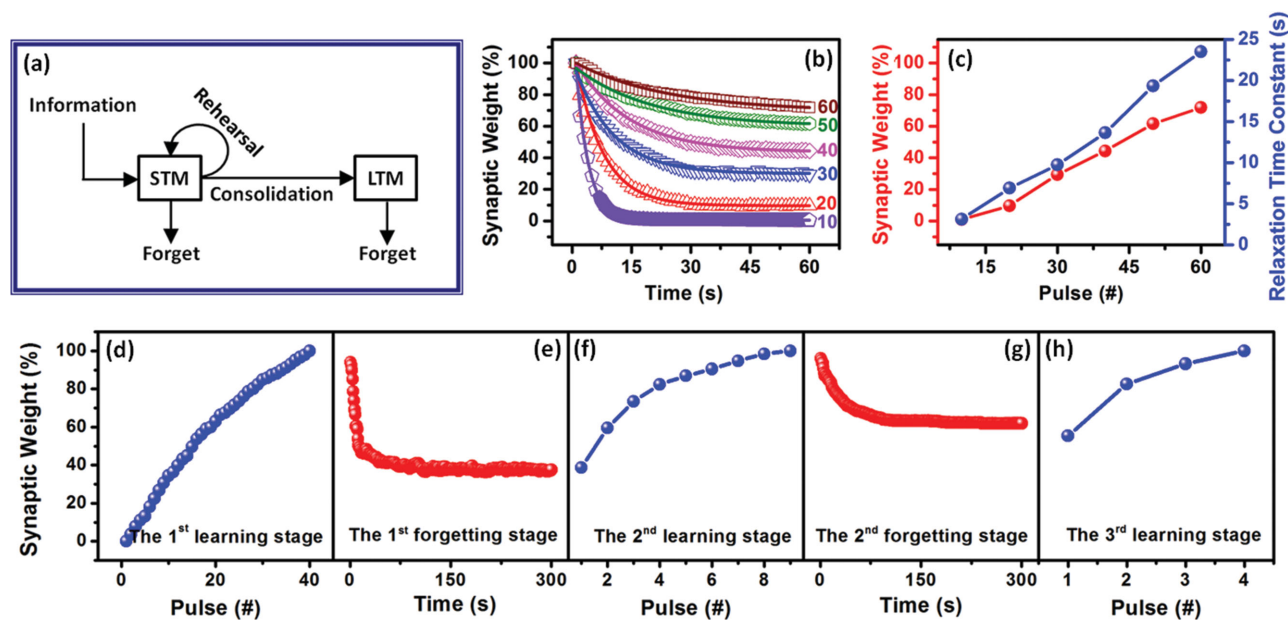 (a)
Information
Rehearsal
STM
Consolidation
LTM
Forget
Forget
(b)
Synaptic Weight (%)
100
80
60
40
20
0
60
50
40
30
20
10
0 15 30 45 60
Time (s)
(c)
Synaptic Weight (%)
100
80
60
40
20
0
Relaxation Time Constant (s)
25
20
15
10
5
0
15 30 45 60
Pulse (#)
Synaptic Weight (%)
100
80
60
40
20
0
(d)
The 1st learning stage
0 20 40
Pulse (#)
(e)
The 1st forgetting stage
0 150 300
Time (s)
(f)
The 2nd learning stage
2 4 6 8
Pulse (#)
(g)
The 2nd forgetting stage
0 150 300
Time (s)
(h)
The 3rd learning stage
1 2 3 4
Pulse (#)